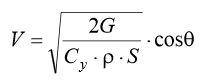 V = √(2G / (C_y · ρ · S)) · cosθ